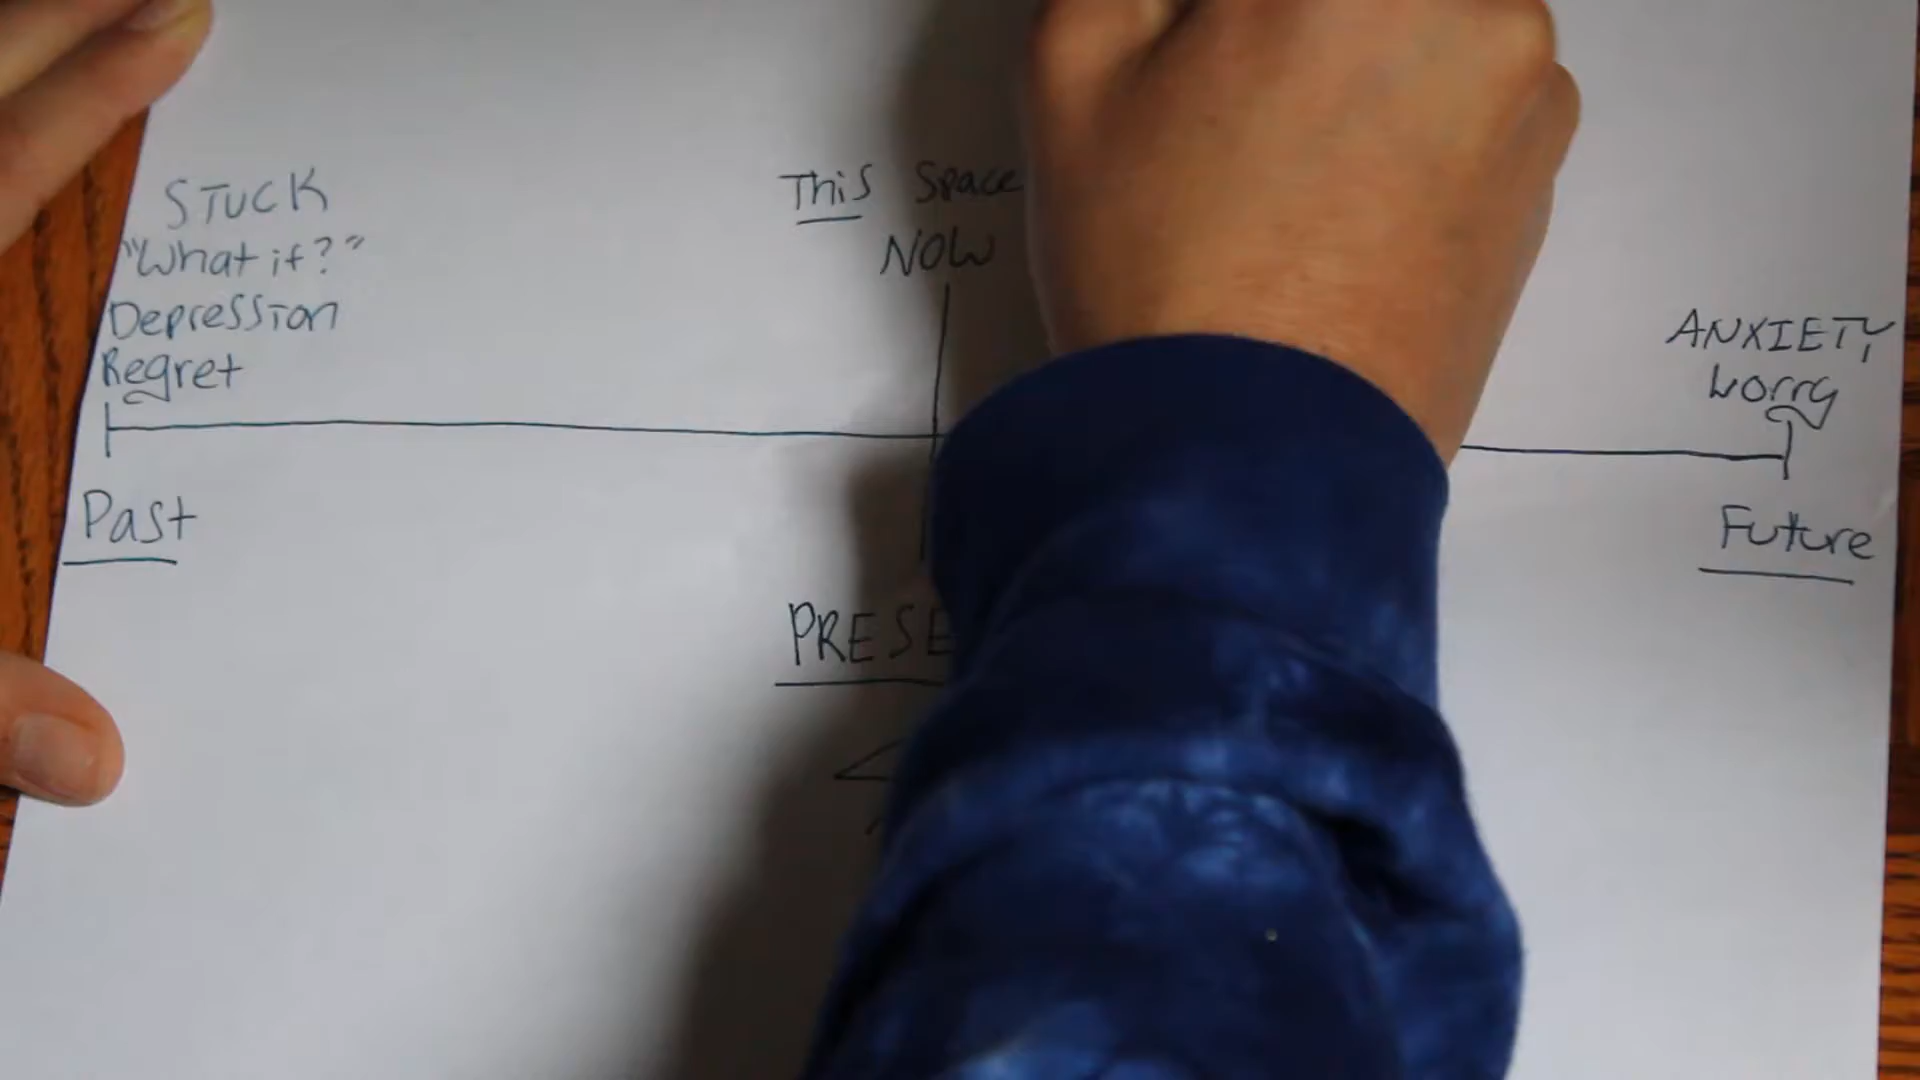 STUCK
"What if?"
Depression
Regret
Past
This Space
NOW
PRESE
ANXIETY
Worry
Future